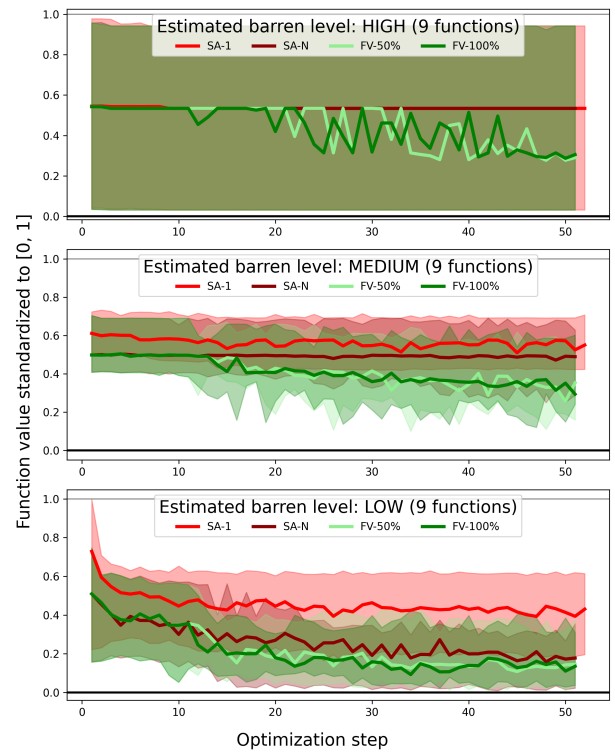 Function value standardized to [0, 1]
Estimated barren level: HIGH (9 functions)
SA-1 SA-N FV-50% FV-100%
1.0
0.8
0.6
0.4
0.2
0.0
0 10 20 30 40 50
Estimated barren level: MEDIUM (9 functions)
SA-1 SA-N FV-50% FV-100%
1.0
0.8
0.6
0.4
0.2
0.0
0 10 20 30 40 50
Estimated barren level: LOW (9 functions)
SA-1 SA-N FV-50% FV-100%
1.0
0.8
0.6
0.4
0.2
0.0
0 10 20 30 40 50
Optimization step